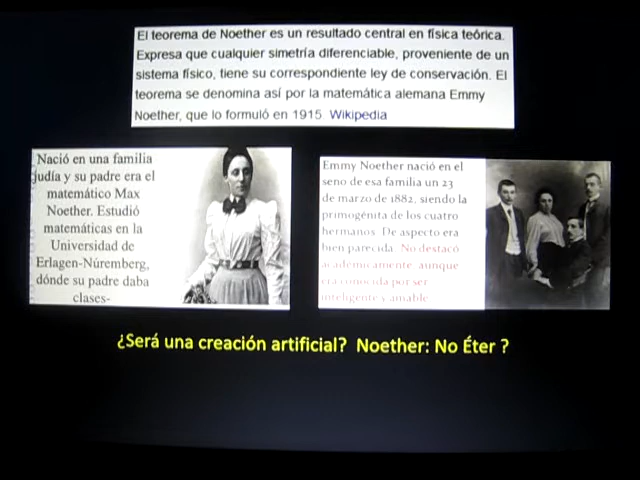 El teorema de Noether es un resultado central en física teórica.
Expresa que cualquier simetría diferenciable, proveniente de un
sistema físico, tiene su correspondiente ley de conservación. El
teorema se denomina así por la matemática alemana Emmy
Noether, que lo formuló en 1915. Wikipedia
Nació en una familia
judía y su padre era el
matemático Max
Noether. Estudió
matemáticas en la
Universidad de
Erlagen-Núremberg,
dónde su padre daba
clases-
Emmy Noether nació en el
seno de esa familia un 23
de marzo de 1882, siendo la
primogénita de los cuatro
hermanos. De aspecto era
bien parecida. No destacó
academicamente, aunque
era conocida por ser
inteligente y amable
¿Será una creación artificial? Noether: No Éter ?